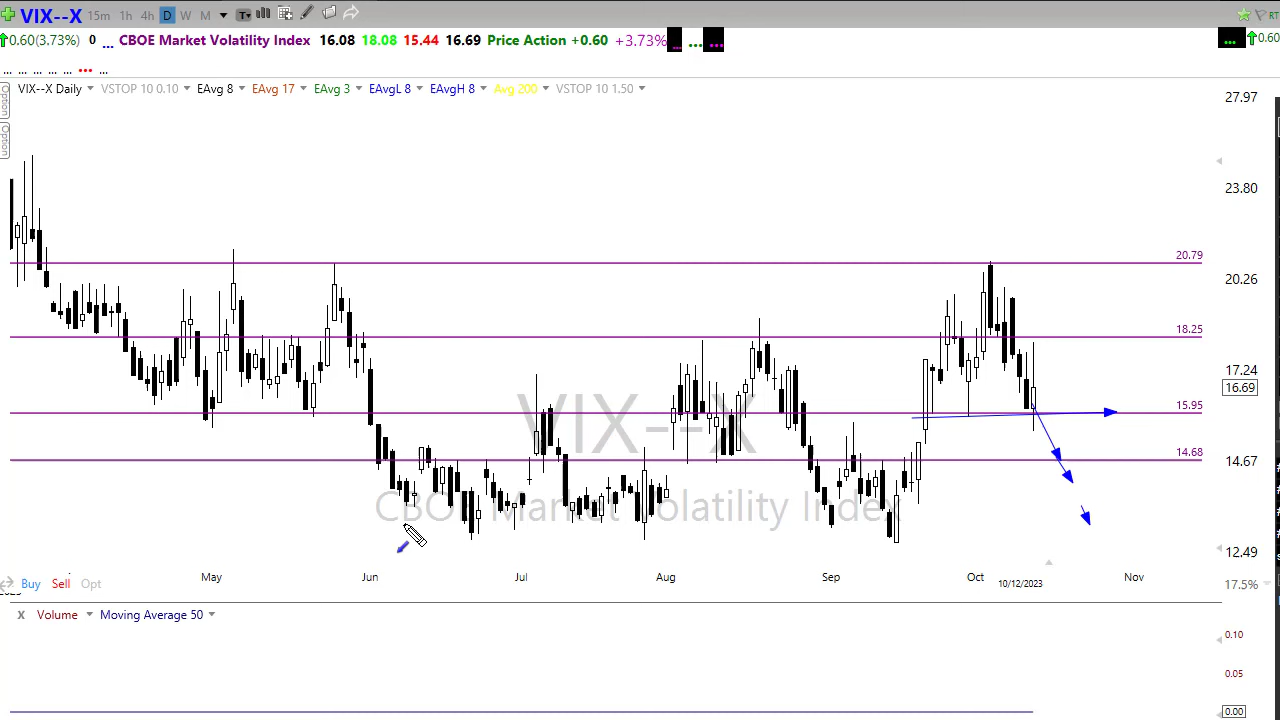 VIX--X 15m 1h 4h D W M T RT
0.60(3.73%) 0 ... CBOE Market Volatility Index 16.08 18.08 15.44 16.69 Price Action +0.60 +3.73% ... ... ... ... 0.60
... ... ... ... ... ... ...
VIX--X Daily VSTOP 10 0.10 EAvg 8 EAvg 17 EAvg 3 EAvgL 8 EAvgH 8 Avg 200 VSTOP 10 1.50
Option
Option
27.97
23.80
20.79
20.26
18.25
17.24
16.69
15.95
14.68
14.67
VIX--X
CBOE Market Volatility Index
12.49
May Jun Jul Aug Sep Oct Nov
10/12/2023
Buy Sell Opt
17.5%
X Volume Moving Average 50
0.10
0.05
0.00